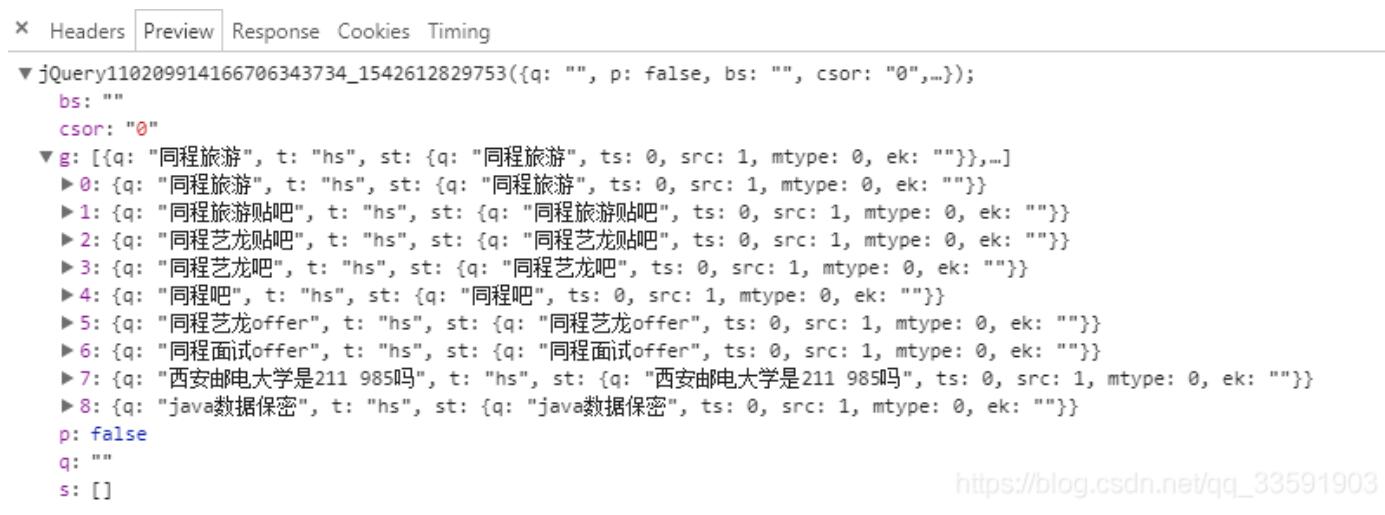 × Headers Preview Response Cookies Timing
▼jQuery110209914166706343734_1542612829753({q: "", p: false, bs: "", csor: "0",…});
bs: ""
csor: "0"
▼g: [{q: "同程旅游", t: "hs", st: {q: "同程旅游", ts: 0, src: 1, mtype: 0, ek: ""}},…]
▶0: {q: "同程旅游", t: "hs", st: {q: "同程旅游", ts: 0, src: 1, mtype: 0, ek: ""}}
▶1: {q: "同程旅游贴吧", t: "hs", st: {q: "同程旅游贴吧", ts: 0, src: 1, mtype: 0, ek: ""}}
▶2: {q: "同程艺龙贴吧", t: "hs", st: {q: "同程艺龙贴吧", ts: 0, src: 1, mtype: 0, ek: ""}}
▶3: {q: "同程艺龙吧", t: "hs", st: {q: "同程艺龙吧", ts: 0, src: 1, mtype: 0, ek: ""}}
▶4: {q: "同程吧", t: "hs", st: {q: "同程吧", ts: 0, src: 1, mtype: 0, ek: ""}}
▶5: {q: "同程艺龙offer", t: "hs", st: {q: "同程艺龙offer", ts: 0, src: 1, mtype: 0, ek: ""}}
▶6: {q: "同程面试offer", t: "hs", st: {q: "同程面试offer", ts: 0, src: 1, mtype: 0, ek: ""}}
▶7: {q: "西安邮电大学是211 985吗", t: "hs", st: {q: "西安邮电大学是211 985吗", ts: 0, src: 1, mtype: 0, ek: ""}}
▶8: {q: "java数据保密", t: "hs", st: {q: "java数据保密", ts: 0, src: 1, mtype: 0, ek: ""}}
p: false
q: ""
s: []
https://blog.csdn.net/qq_33591903